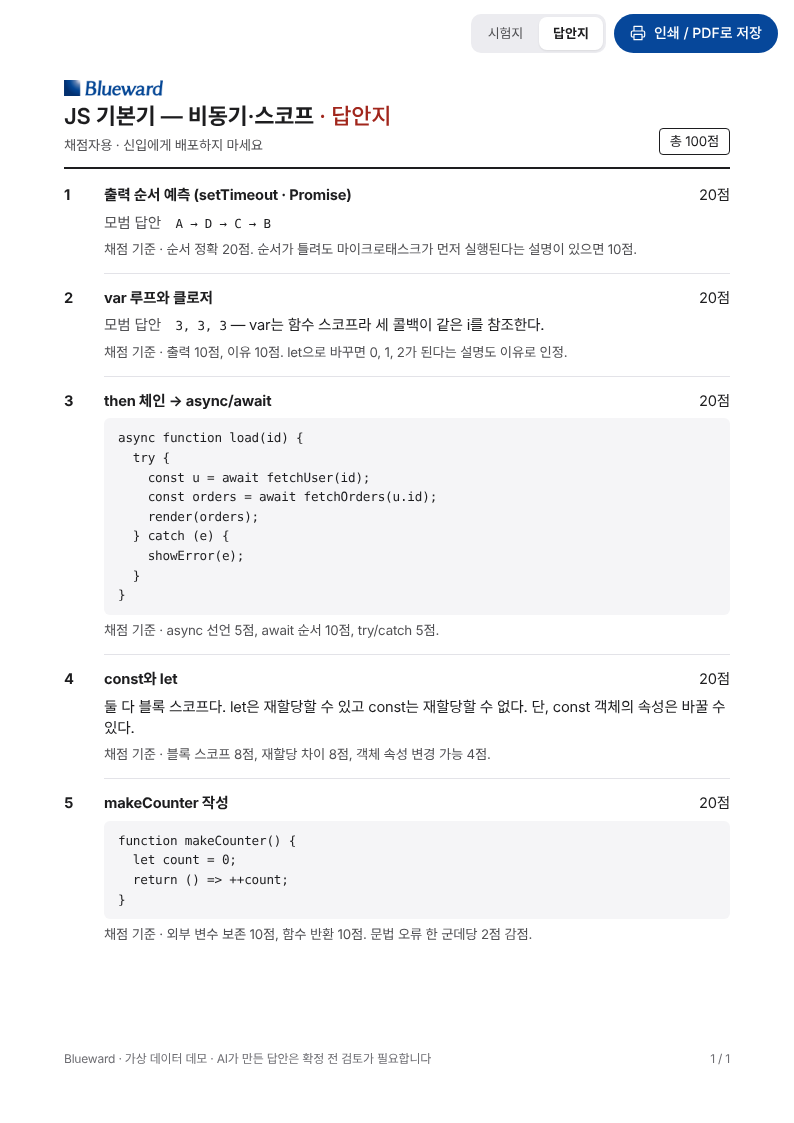 시험지 답안지 인쇄 / PDF로 저장
Blueward
JS 기본기 — 비동기·스코프 · 답안지
채점자용 · 신입에게 배포하지 마세요 총 100점
1 출력 순서 예측 (setTimeout · Promise) 20점
모범 답안 A → D → C → B
채점 기준 · 순서 정확 20점. 순서가 틀려도 마이크로태스크가 먼저 실행된다는 설명이 있으면 10점.
2 var 루프와 클로저 20점
모범 답안 3, 3, 3 — var는 함수 스코프라 세 콜백이 같은 i를 참조한다.
채점 기준 · 출력 10점, 이유 10점. let으로 바꾸면 0, 1, 2가 된다는 설명도 이유로 인정.
3 then 체인 → async/await 20점
async function load(id) {
  try {
    const u = await fetchUser(id);
    const orders = await fetchOrders(u.id);
    render(orders);
  } catch (e) {
    showError(e);
  }
}
채점 기준 · async 선언 5점, await 순서 10점, try/catch 5점.
4 const와 let 20점
둘 다 블록 스코프다. let은 재할당할 수 있고 const는 재할당할 수 없다. 단, const 객체의 속성은 바꿀 수
있다.
채점 기준 · 블록 스코프 8점, 재할당 차이 8점, 객체 속성 변경 가능 4점.
5 makeCounter 작성 20점
function makeCounter() {
  let count = 0;
  return () => ++count;
}
채점 기준 · 외부 변수 보존 10점, 함수 반환 10점. 문법 오류 한 군데당 2점 감점.
Blueward · 가상 데이터 데모 · AI가 만든 답안은 확정 전 검토가 필요합니다 1 / 1